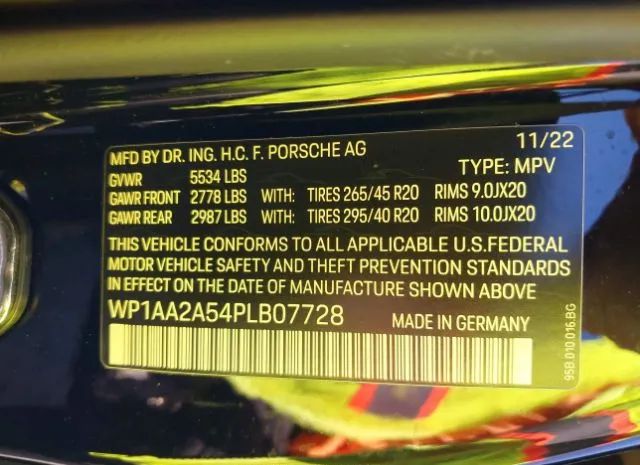 MFD BY DR. ING. H.C. F. PORSCHE AG 11/22
GVWR 5534 LBS TYPE: MPV
GAWR FRONT 2778 LBS WITH: TIRES 265/45 R20 RIMS 9.0JX20
GAWR REAR 2987 LBS WITH: TIRES 295/40 R20 RIMS 10.0JX20
THIS VEHICLE CONFORMS TO ALL APPLICABLE U.S.FEDERAL
MOTOR VEHICLE SAFETY AND THEFT PREVENTION STANDARDS
IN EFFECT ON THE DATE OF MANUFACTURE SHOWN ABOVE
WP1AA2A54PLB07728 MADE IN GERMANY
95B.010.016.BG